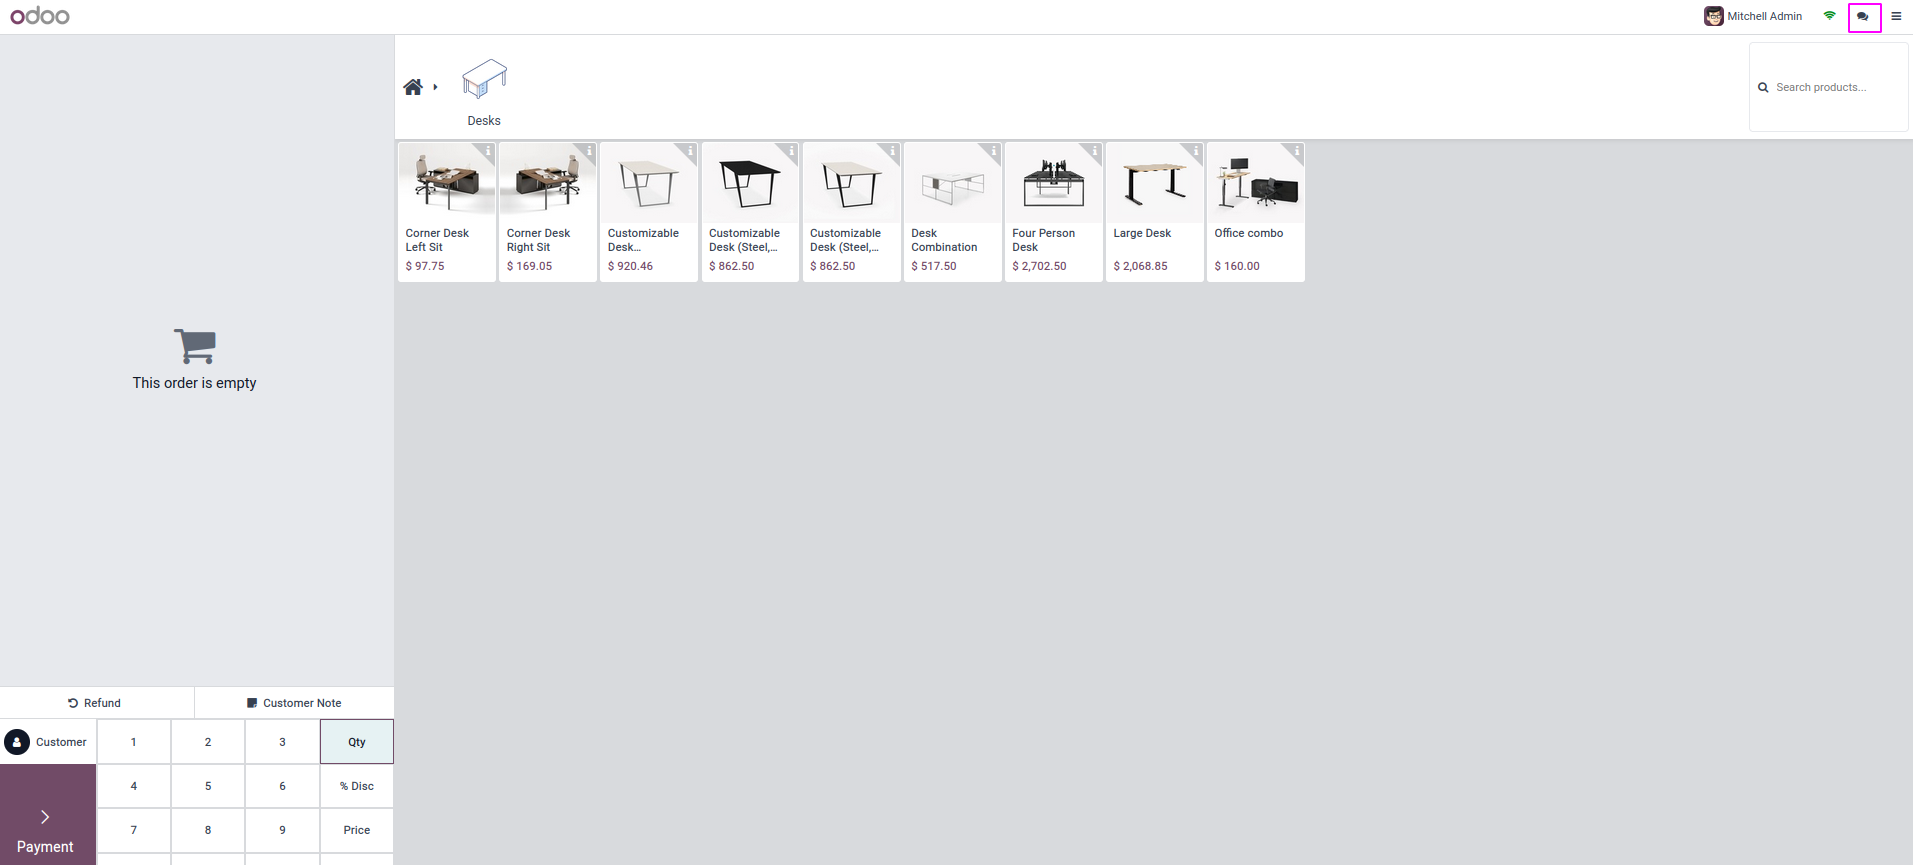 odoo
Mitchell Admin
Search products...
Desks
Corner Desk
Left Sit
$ 97.75
Corner Desk
Right Sit
$ 169.05
Customizable
Desk...
$ 920.46
Customizable
Desk (Steel,...
$ 862.50
Customizable
Desk (Steel,...
$ 862.50
Desk
Combination
$ 517.50
Four Person
Desk
$ 2,702.50
Large Desk
$ 2,068.85
Office combo
$ 160.00
This order is empty
Refund
Customer Note
Customer
1
2
3
Qty
4
5
6
% Disc
7
8
9
Price
Payment